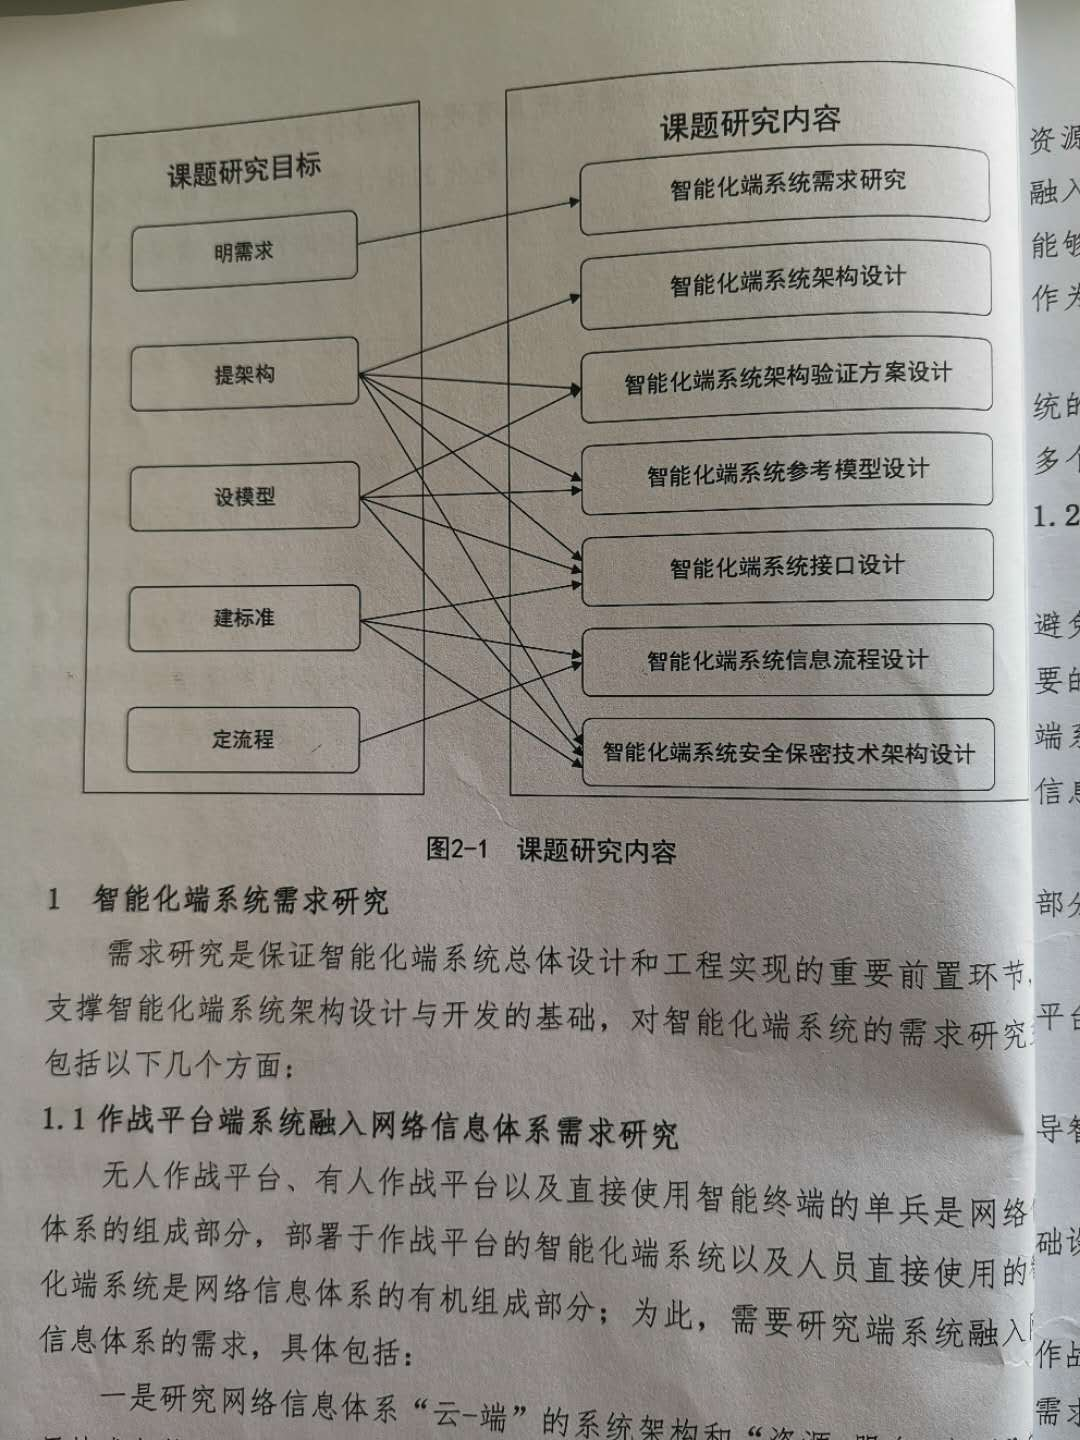 课题研究目标
明需求
提架构
设模型
建标准
定流程
课题研究内容
智能化端系统需求研究
智能化端系统架构设计
智能化端系统架构验证方案设计
智能化端系统参考模型设计
智能化端系统接口设计
智能化端系统信息流程设计
智能化端系统安全保密技术架构设计
图2-1 课题研究内容
1 智能化端系统需求研究
需求研究是保证智能化端系统总体设计和工程实现的重要前置环节，
支撑智能化端系统架构设计与开发的基础，对智能化端系统的需求研究
包括以下几个方面：
1.1 作战平台端系统融入网络信息体系需求研究
无人作战平台、有人作战平台以及直接使用智能终端的单兵是网络
体系的组成部分，部署于作战平台的智能化端系统以及人员直接使用的
化端系统是网络信息体系的有机组成部分；为此，需要研究端系统融入
信息体系的需求，具体包括：
一是研究网络信息体系“云-端”的系统架构和“资源
资源
融入
能够
作为
统的
多个
1.2
避免
要的
端系
信息
部分
平台
导智
础设
作战
需求